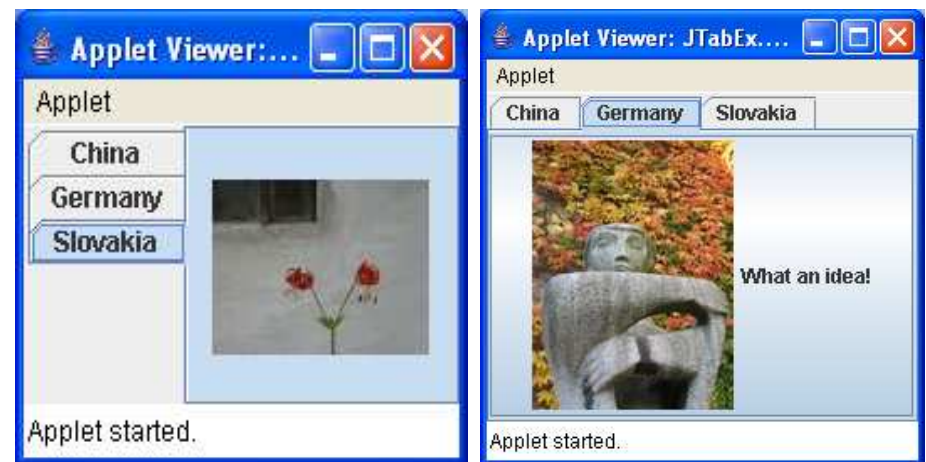 Applet Viewer:...
Applet
China
Germany
Slovakia
Applet started.
Applet Viewer: JTabEx....
Applet
China Germany Slovakia
What an idea!
Applet started.